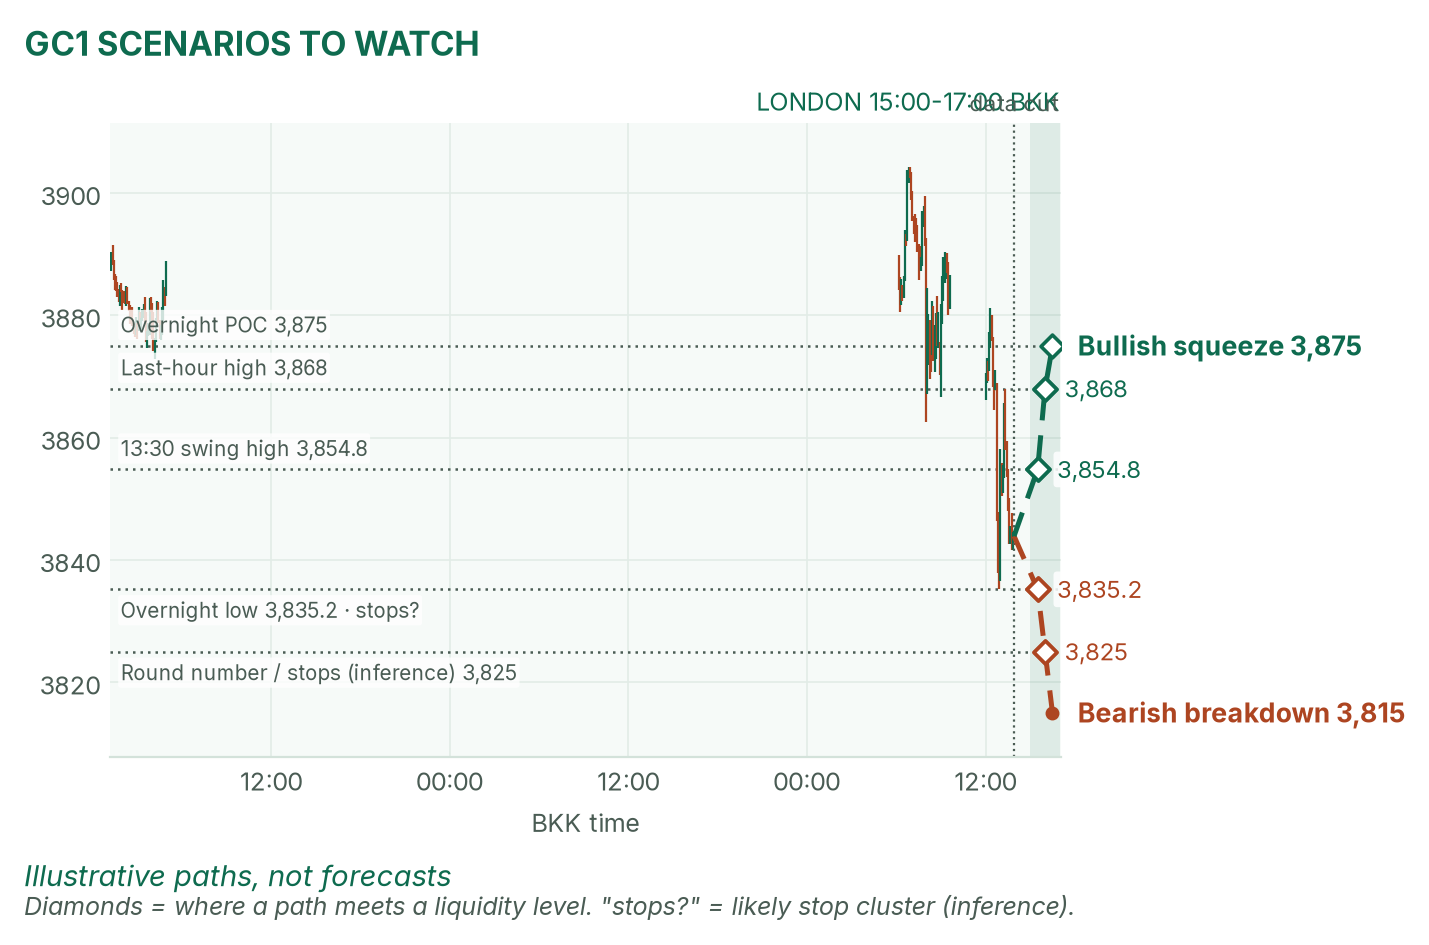 GC1 SCENARIOS TO WATCH
LONDON 15:00-17:00 BKK
data cut
3900
3880
3860
3840
3820
Overnight POC 3,875
Last-hour high 3,868
13:30 swing high 3,854.8
Overnight low 3,835.2 · stops?
Round number / stops (inference) 3,825
Bullish squeeze 3,875
3,868
3,854.8
3,835.2
3,825
Bearish breakdown 3,815
12:00
00:00
12:00
00:00
12:00
BKK time
Illustrative paths, not forecasts
Diamonds = where a path meets a liquidity level. "stops?" = likely stop cluster (inference).